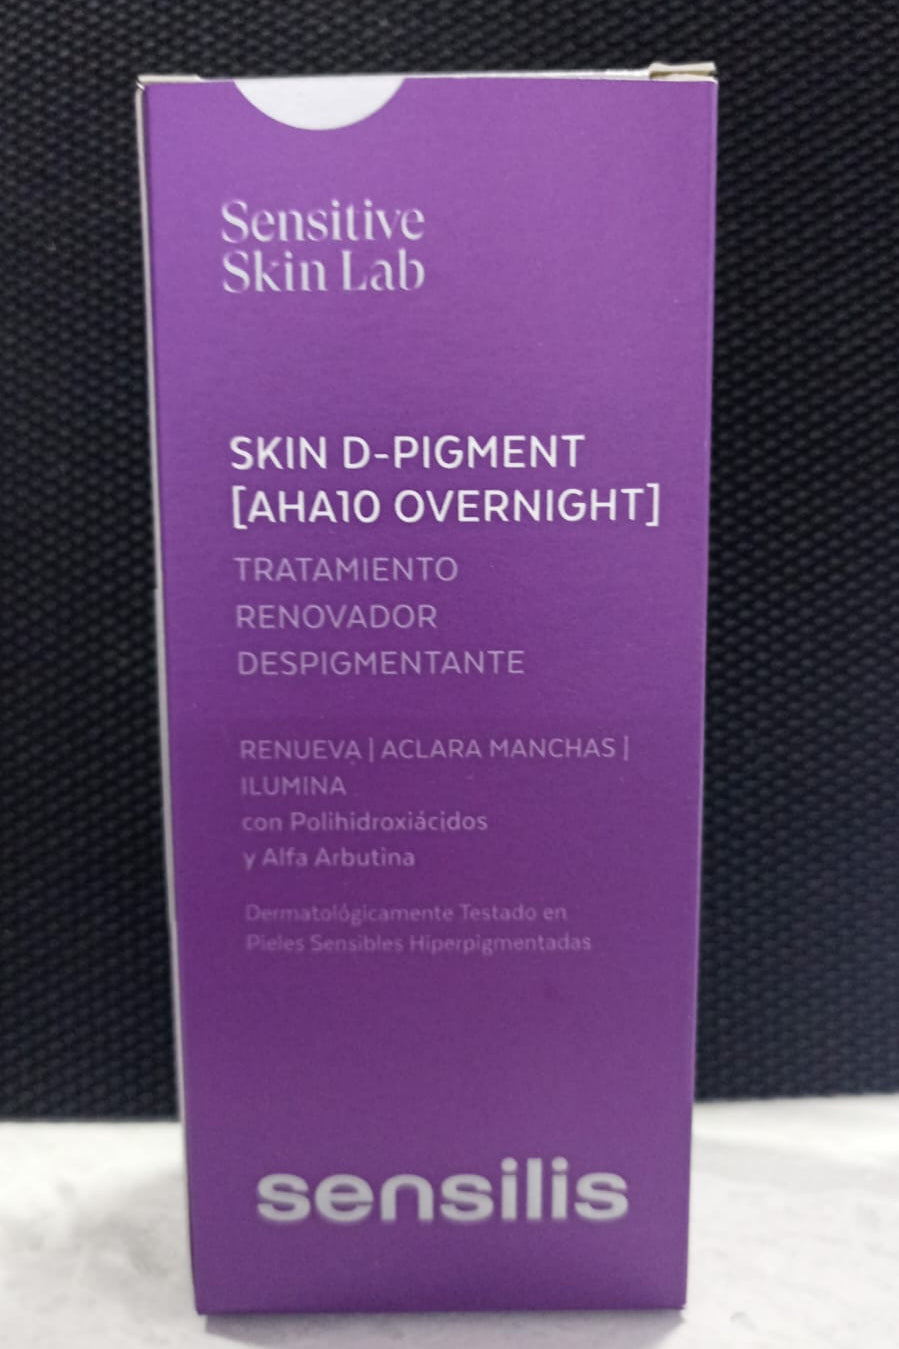 Sensitive
Skin Lab
SKIN D-PIGMENT
[AHA10 OVERNIGHT]
TRATAMIENTO
RENOVADOR
DESPIGMENTANTE
RENUEVA | ACLARA MANCHAS |
ILUMINA
con Polihidroxiácidos
y Alfa Arbutina
Dermatológicamente Testado en
Pieles Sensibles Hiperpigmentadas
sensilis